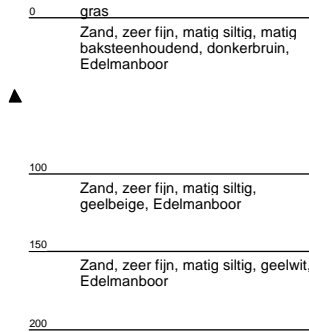 0 gras
Zand, zeer fijn, matig siltig, matig
baksteenhoudend, donkerbruin,
Edelmanboor
100
Zand, zeer fijn, matig siltig,
geelbeige, Edelmanboor
150
Zand, zeer fijn, matig siltig, geelwit,
Edelmanboor
200